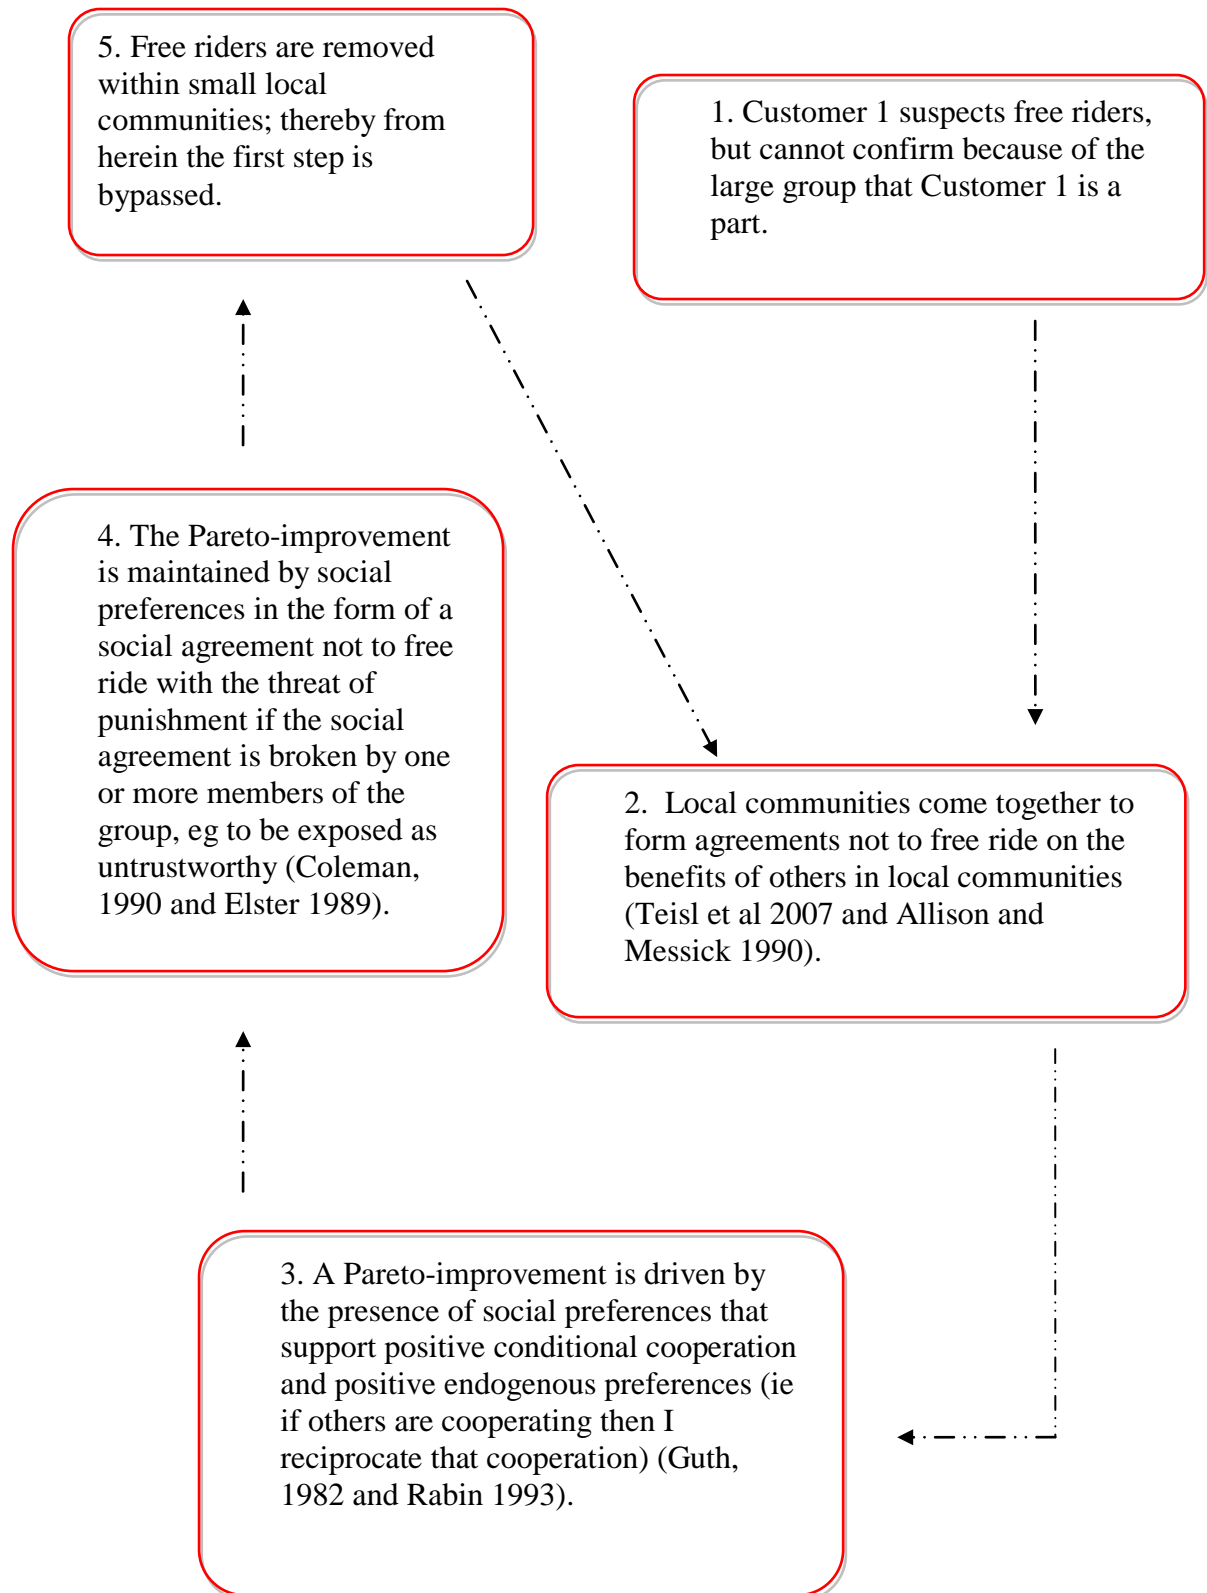 5. Free riders are removed
within small local
communities; thereby from
herein the first step is
bypassed.
1. Customer 1 suspects free riders,
but cannot confirm because of the
large group that Customer 1 is a
part.
4. The Pareto-improvement
is maintained by social
preferences in the form of a
social agreement not to free
ride with the threat of
punishment if the social
agreement is broken by one
or more members of the
group, eg to be exposed as
untrustworthy (Coleman,
1990 and Elster 1989).
2. Local communities come together to
form agreements not to free ride on the
benefits of others in local communities
(Teisl et al 2007 and Allison and
Messick 1990).
3. A Pareto-improvement is driven by
the presence of social preferences that
support positive conditional cooperation
and positive endogenous preferences (ie
if others are cooperating then I
reciprocate that cooperation) (Guth,
1982 and Rabin 1993).